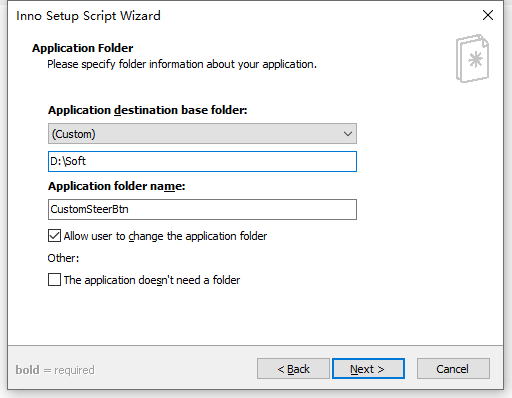 Inno Setup Script Wizard
Application Folder
Please specify folder information about your application.
Application destination base folder:
(Custom)
D:\Soft
Application folder name:
CustomSteerBtn
Allow user to change the application folder
Other:
The application doesn't need a folder
bold = required
< Back
Next >
Cancel